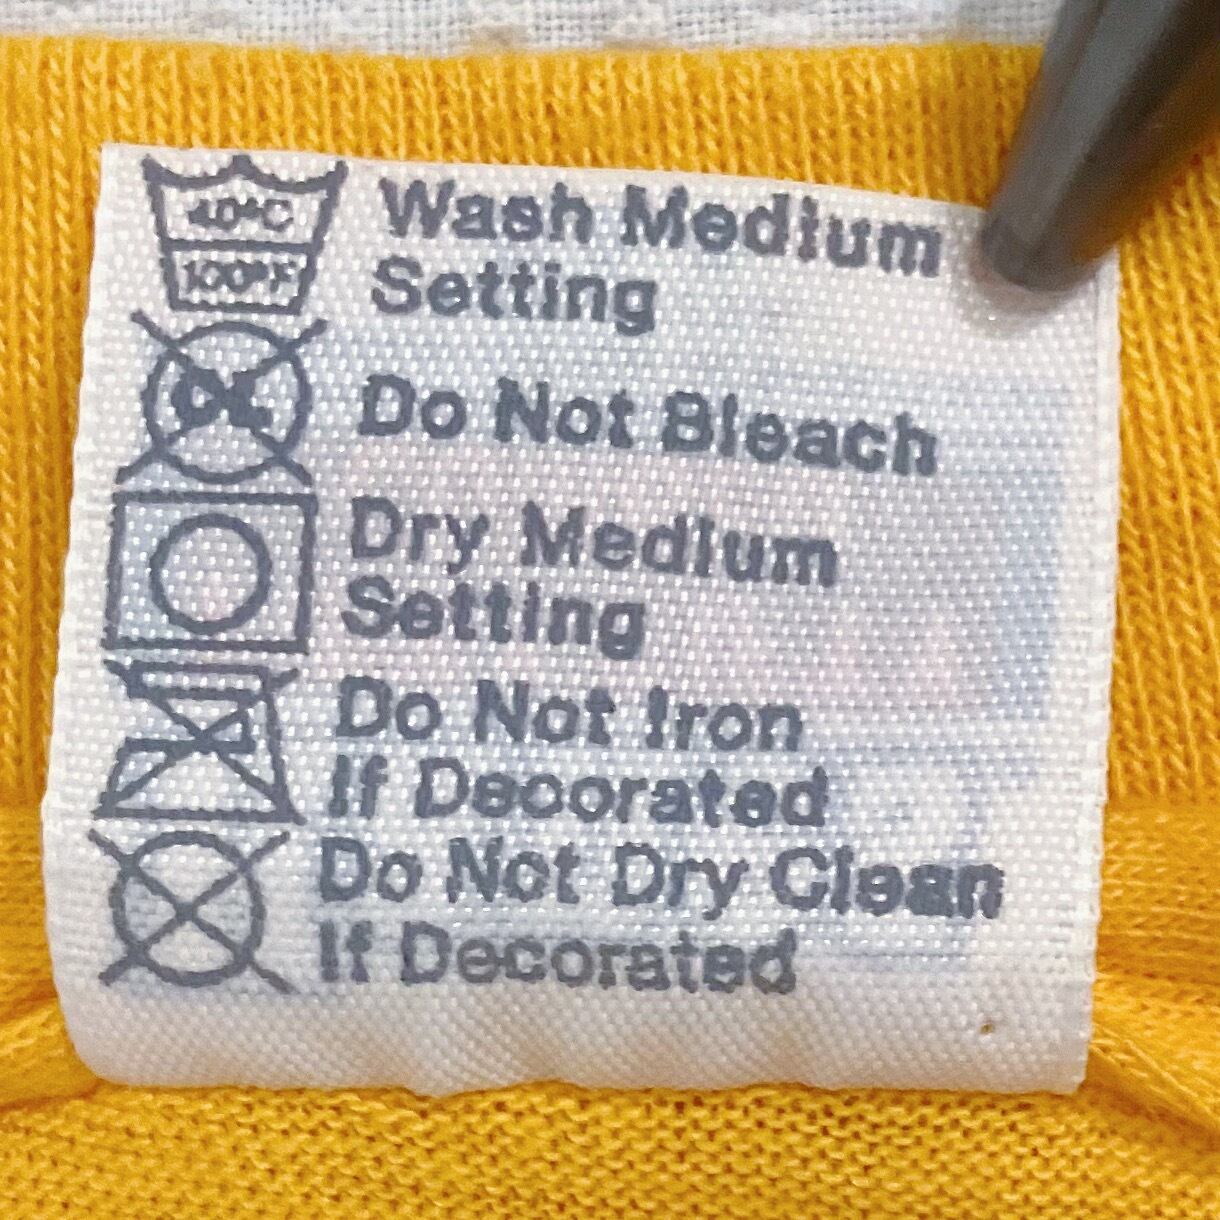 40°C
100°F
Wash Medium
Setting
CL
Do Not Bleach
Dry Medium
Setting
Do Not Iron
If Decorated
Do Not Dry Clean
If Decorated